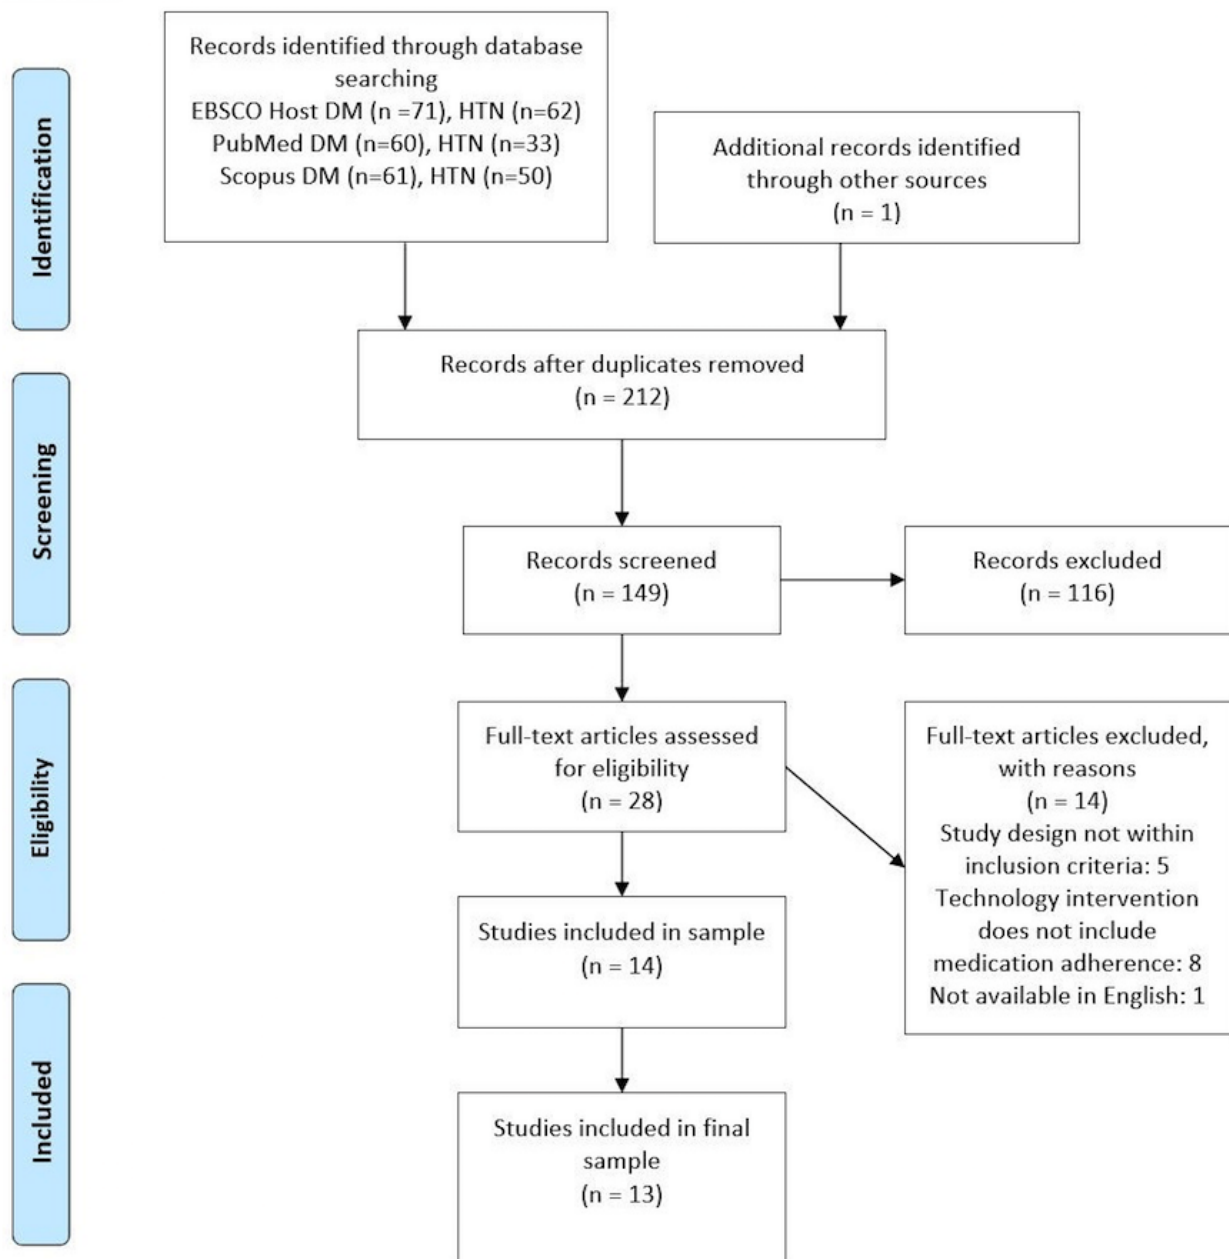 Identification
Records identified through database
searching
EBSCO Host DM (n =71), HTN (n=62)
PubMed DM (n=60), HTN (n=33)
Scopus DM (n=61), HTN (n=50)
Additional records identified
through other sources
(n = 1)
Records after duplicates removed
(n = 212)
Screening
Records screened
(n = 149)
Records excluded
(n = 116)
Eligibility
Full-text articles assessed
for eligibility
(n = 28)
Full-text articles excluded,
with reasons
(n = 14)
Study design not within
inclusion criteria: 5
Technology intervention
does not include
medication adherence: 8
Not available in English: 1
Studies included in sample
(n = 14)
Included
Studies included in final
sample
(n = 13)